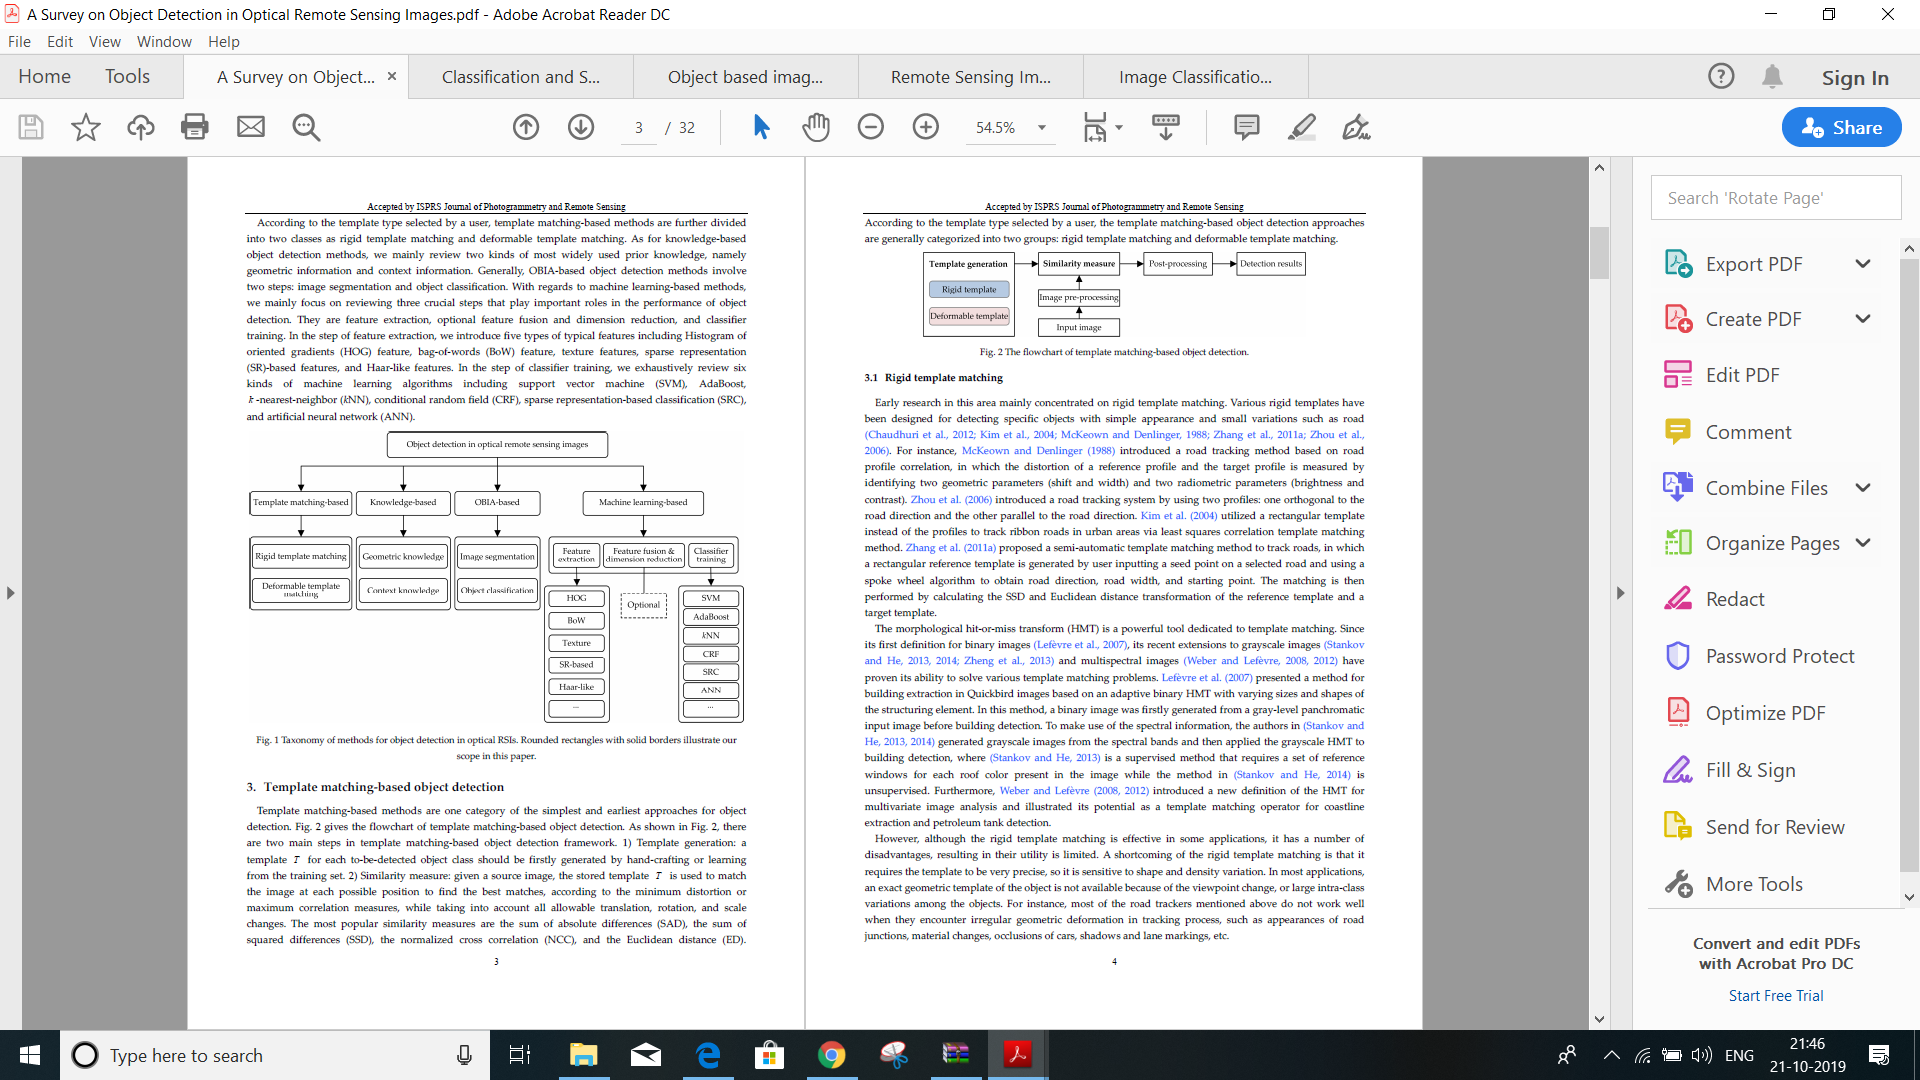 A Survey on Object Detection in Optical Remote Sensing Images.pdf - Adobe Acrobat Reader DC
File Edit View Window Help
Home Tools A Survey on Object... × Classification and S... Object based imag... Remote Sensing Im... Image Classificatio... Sign In
3 / 32 54.5% Share
Accepted by ISPRS Journal of Photogrammetry and Remote Sensing
According to the template type selected by a user, template matching-based methods are further divided
into two classes as rigid template matching and deformable template matching. As for knowledge-based
object detection methods, we mainly review two kinds of most widely used prior knowledge, namely
geometric information and context information. Generally, OBIA-based object detection methods involve
two steps: image segmentation and object classification. With regards to machine learning-based methods,
we mainly focus on reviewing three crucial steps that play important roles in the performance of object
detection. They are feature extraction, optional feature fusion and dimension reduction, and classifier
training. In the step of feature extraction, we introduce five types of typical features including Histogram of
oriented gradients (HOG) feature, bag-of-words (BoW) feature, texture features, sparse representation
(SR)-based features, and Haar-like features. In the step of classifier training, we exhaustively review six
kinds of machine learning algorithms including support vector machine (SVM), AdaBoost,
k -nearest-neighbor (kNN), conditional random field (CRF), sparse representation-based classification (SRC),
and artificial neural network (ANN).
Object detection in optical remote sensing images
Template matching-based Knowledge-based OBIA-based Machine learning-based
Rigid template matching
Deformable template
matching
Geometric knowledge
Context knowledge
Image segmentation
Object classification
Feature
extraction
Feature fusion &
dimension reduction
Classifier
training
HOG
BoW
Texture
SR-based
Haar-like
...
Optional
SVM
AdaBoost
kNN
CRF
SRC
ANN
...
Fig. 1 Taxonomy of methods for object detection in optical RSIs. Rounded rectangles with solid borders illustrate our
scope in this paper.
3. Template matching-based object detection
Template matching-based methods are one category of the simplest and earliest approaches for object
detection. Fig. 2 gives the flowchart of template matching-based object detection. As shown in Fig. 2, there
are two main steps in template matching-based object detection framework. 1) Template generation: a
template T for each to-be-detected object class should be firstly generated by hand-crafting or learning
from the training set. 2) Similarity measure: given a source image, the stored template T is used to match
the image at each possible position to find the best matches, according to the minimum distortion or
maximum correlation measures, while taking into account all allowable translation, rotation, and scale
changes. The most popular similarity measures are the sum of absolute differences (SAD), the sum of
squared differences (SSD), the normalized cross correlation (NCC), and the Euclidean distance (ED).
3
Accepted by ISPRS Journal of Photogrammetry and Remote Sensing
According to the template type selected by a user, the template matching-based object detection approaches
are generally categorized into two groups: rigid template matching and deformable template matching.
Template generation Similarity measure Post-processing Detection results
Rigid template
Image pre-processing
Deformable template
Input image
Fig. 2 The flowchart of template matching-based object detection.
3.1 Rigid template matching
Early research in this area mainly concentrated on rigid template matching. Various rigid templates have
been designed for detecting specific objects with simple appearance and small variations such as road
(Chaudhuri et al., 2012; Kim et al., 2004; McKeown and Denlinger, 1988; Zhang et al., 2011a; Zhou et al.,
2006). For instance, McKeown and Denlinger (1988) introduced a road tracking method based on road
profile correlation, in which the distortion of a reference profile and the target profile is measured by
identifying two geometric parameters (shift and width) and two radiometric parameters (brightness and
contrast). Zhou et al. (2006) introduced a road tracking system by using two profiles: one orthogonal to the
road direction and the other parallel to the road direction. Kim et al. (2004) utilized a rectangular template
instead of the profiles to track ribbon roads in urban areas via least squares correlation template matching
method. Zhang et al. (2011a) proposed a semi-automatic template matching method to track roads, in which
a rectangular reference template is generated by user inputting a seed point on a selected road and using a
spoke wheel algorithm to obtain road direction, road width, and starting point. The matching is then
performed by calculating the SSD and Euclidean distance transformation of the reference template and a
target template.
The morphological hit-or-miss transform (HMT) is a powerful tool dedicated to template matching. Since
its first definition for binary images (Lefèvre et al., 2007), its recent extensions to grayscale images (Stankov
and He, 2013, 2014; Zheng et al., 2013) and multispectral images (Weber and Lefèvre, 2008, 2012) have
proven its ability to solve various template matching problems. Lefèvre et al. (2007) presented a method for
building extraction in Quickbird images based on an adaptive binary HMT with varying sizes and shapes of
the structuring element. In this method, a binary image was firstly generated from a gray-level panchromatic
input image before building detection. To make use of the spectral information, the authors in (Stankov and
He, 2013, 2014) generated grayscale images from the spectral bands and then applied the grayscale HMT to
building detection, where (Stankov and He, 2013) is a supervised method that requires a set of reference
windows for each roof color present in the image while the method in (Stankov and He, 2014) is
unsupervised. Furthermore, Weber and Lefèvre (2008, 2012) introduced a new definition of the HMT for
multivariate image analysis and illustrated its potential as a template matching operator for coastline
extraction and petroleum tank detection.
However, although the rigid template matching is effective in some applications, it has a number of
disadvantages, resulting in their utility is limited. A shortcoming of the rigid template matching is that it
requires the template to be very precise, so it is sensitive to shape and density variation. In most applications,
an exact geometric template of the object is not available because of the viewpoint change, or large intra-class
variations among the objects. For instance, most of the road trackers mentioned above do not work well
when they encounter irregular geometric deformation in tracking process, such as appearances of road
junctions, material changes, occlusions of cars, shadows and lane markings, etc.
4
Search 'Rotate Page'
Export PDF
Create PDF
Edit PDF
Comment
Combine Files
Organize Pages
Redact
Password Protect
Optimize PDF
Fill & Sign
Send for Review
More Tools
Convert and edit PDFs
with Acrobat Pro DC
Start Free Trial
Type here to search
ENG
21:46
21-10-2019